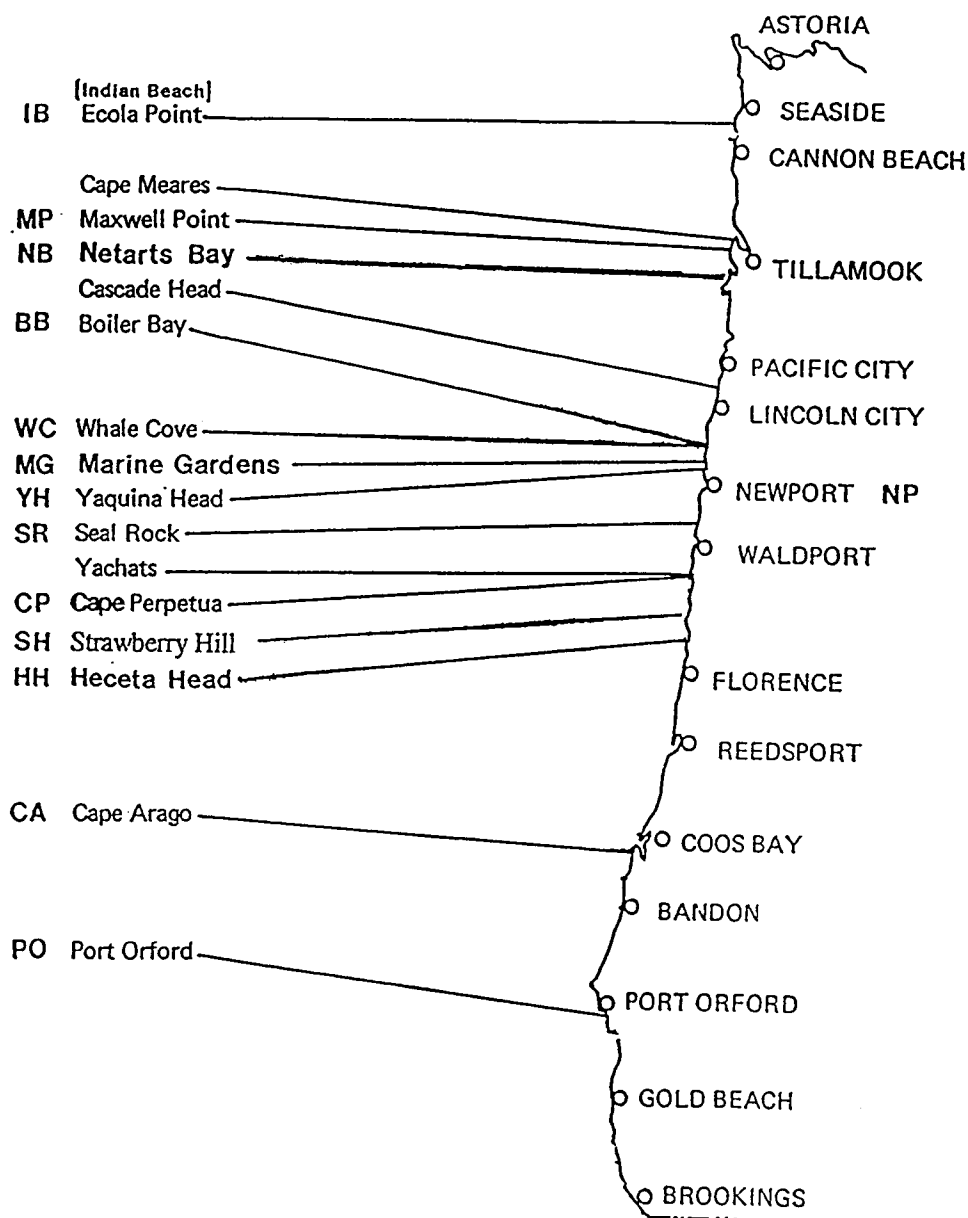 ASTORIA
[Indian Beach]
IB Ecola Point
SEASIDE
CANNON BEACH
Cape Meares
MP Maxwell Point
NB Netarts Bay
TILLAMOOK
Cascade Head
BB Boiler Bay
PACIFIC CITY
LINCOLN CITY
WC Whale Cove
MG Marine Gardens
YH Yaquina Head
NEWPORT NP
SR Seal Rock
WALDPORT
Yachats
CP Cape Perpetua
SH Strawberry Hill
HH Heceta Head
FLORENCE
REEDSPORT
CA Cape Arago
COOS BAY
BANDON
PO Port Orford
PORT ORFORD
GOLD BEACH
BROOKINGS